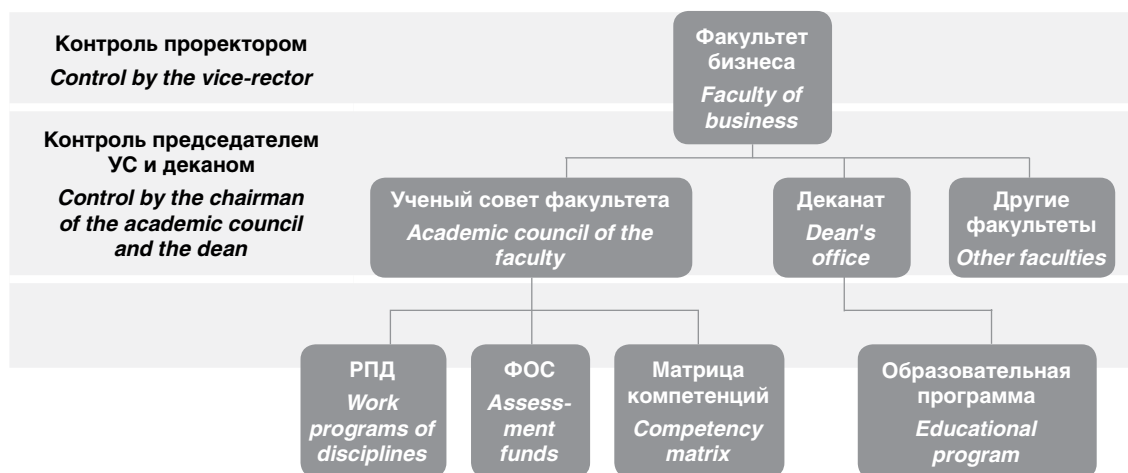 Контроль проректором
Control by the vice-rector
Факультет
бизнеса
Faculty of
business
Контроль председателем
УС и деканом
Control by the chairman
of the academic council
and the dean
Ученый совет факультета
Academic council of the
faculty
Деканат
Dean's
office
Другие
факультеты
Other faculties
РПД
Work
programs of
disciplines
ФОС
Assess-
ment
funds
Матрица
компетенций
Competency
matrix
Образовательная
программа
Educational
program